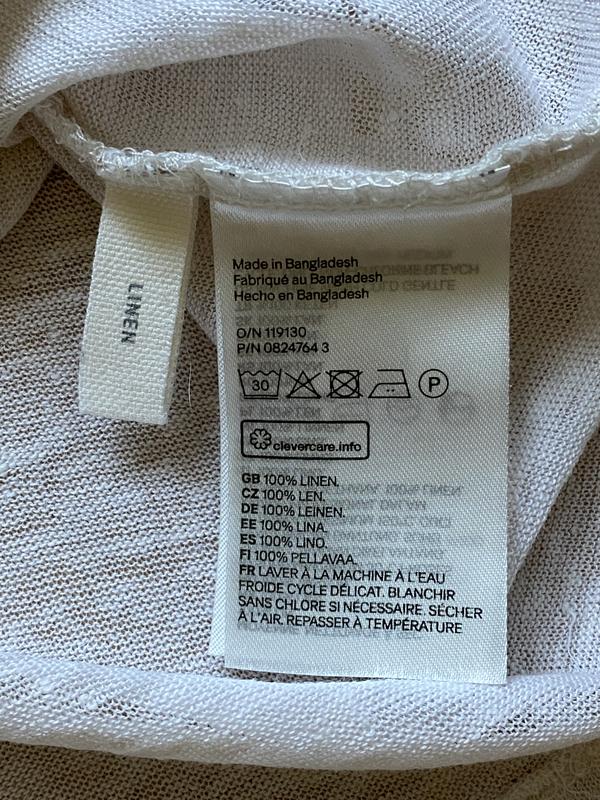 LINEN
Made in Bangladesh
Fabriqué au Bangladesh
Hecho en Bangladesh
O/N 119130
P/N 0824764 3
30 P
clevercare.info
GB 100% LINEN.
CZ 100% LEN.
DE 100% LEINEN.
EE 100% LINA.
ES 100% LINO.
FI 100% PELLAVAA.
FR LAVER À LA MACHINE À L'EAU
FROIDE CYCLE DÉLICAT. BLANCHIR
SANS CHLORE SI NÉCESSAIRE. SÉCHER
À L'AIR. REPASSER À TEMPÉRATURE